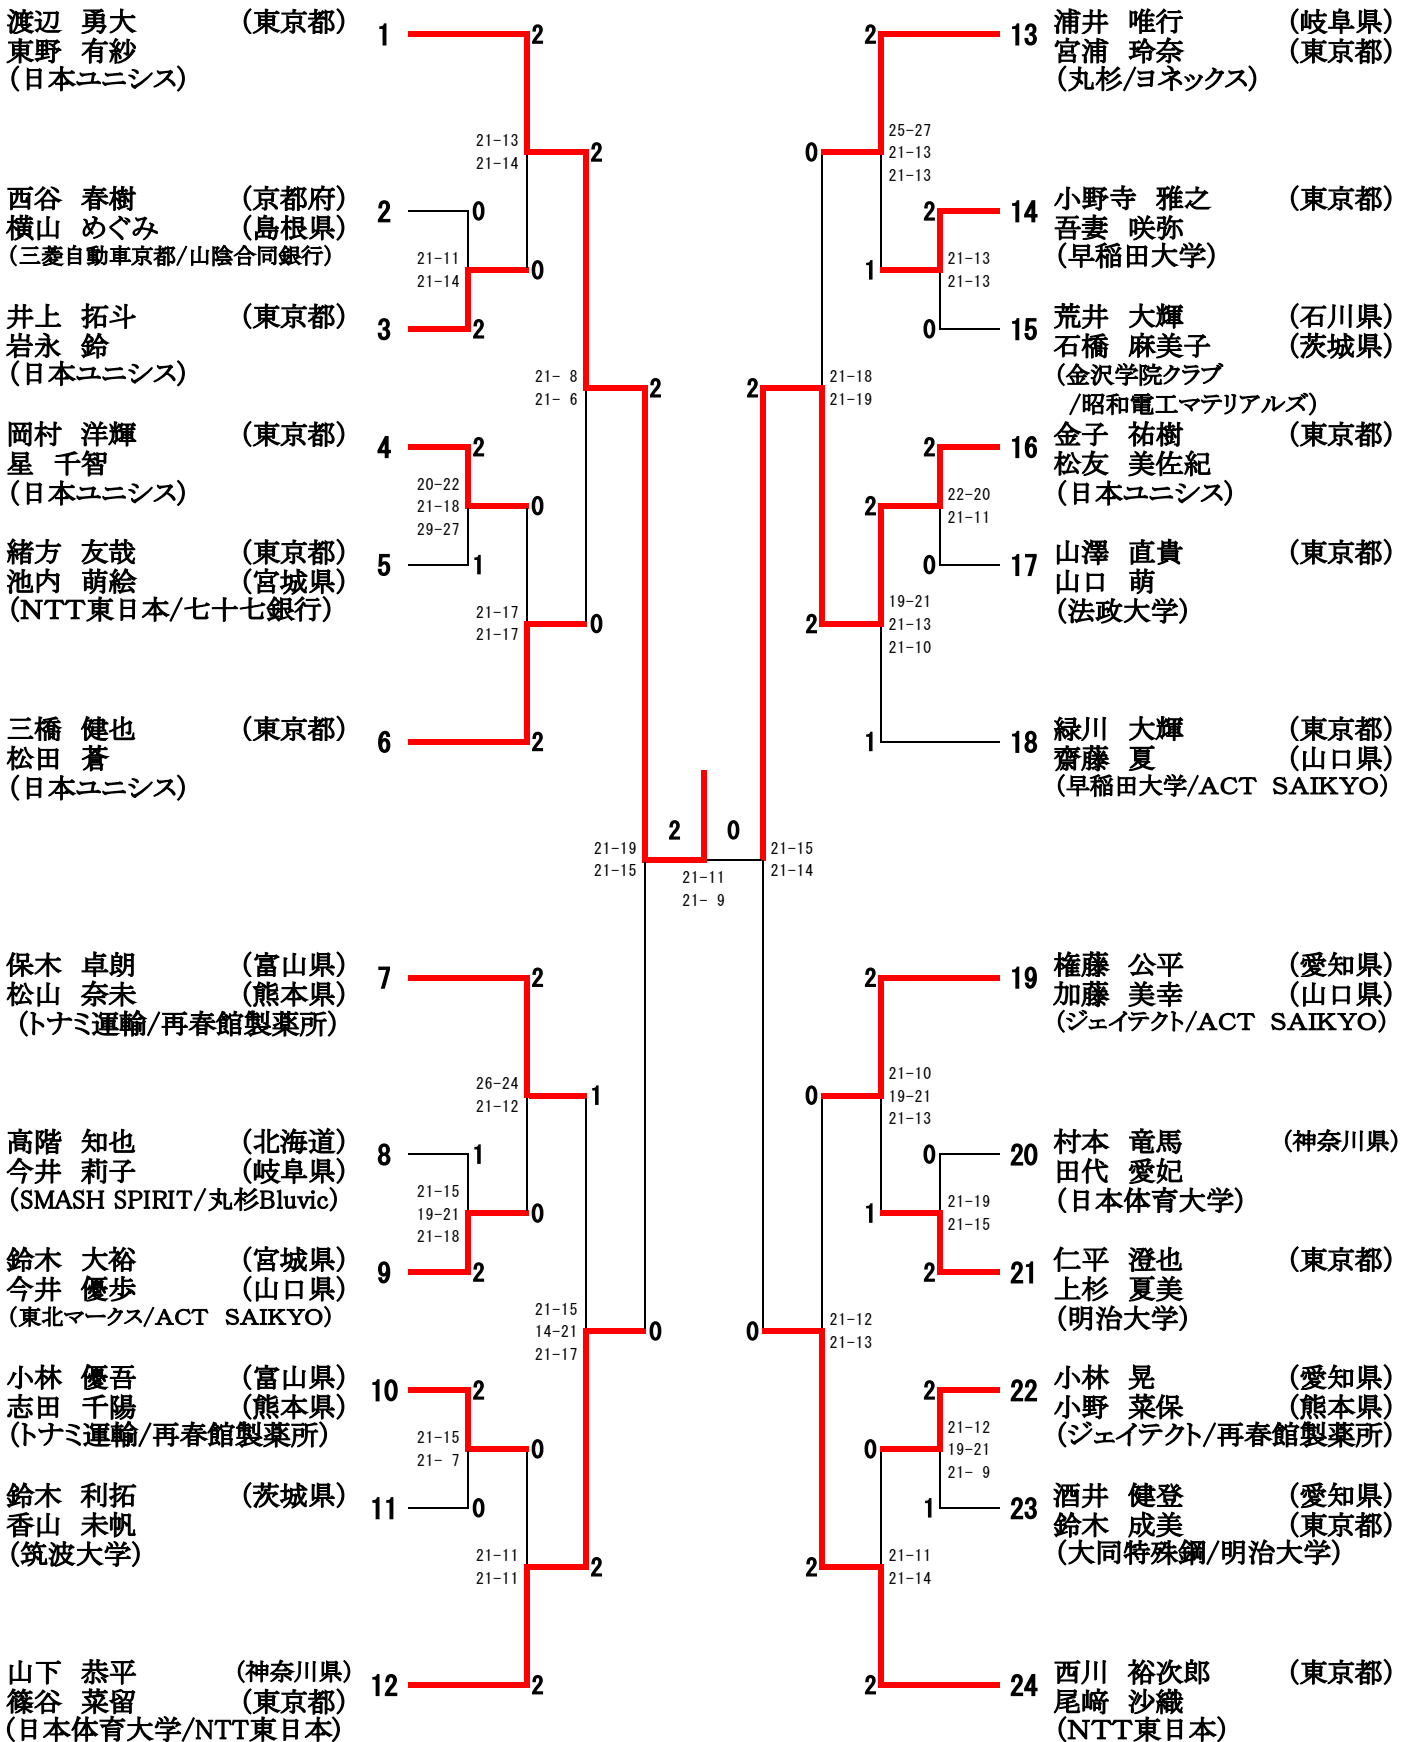 渡辺 勇大 (東京都) 1
東野 有紗
(日本ユニシス)
2
21-13
21-14
2
西谷 春樹 (京都府) 2
横山 めぐみ (島根県)
(三菱自動車京都/山陰合同銀行)
0
21-11
21-14
0
井上 拓斗 (東京都) 3
岩永 鈴
(日本ユニシス)
2
21- 8
21- 6
2
岡村 洋輝 (東京都) 4
星 千智
(日本ユニシス)
2
20-22
21-18
29-27
0
緒方 友哉 (東京都) 5
池内 萌絵 (宮城県)
(NTT東日本/七十七銀行)
1
21-17
21-17
0
三橋 健也 (東京都) 6
松田 蒼
(日本ユニシス)
2
21-19
21-15
2 0
21-11
21- 9
保木 卓朗 (富山県) 7
松山 奈未 (熊本県)
(トナミ運輸/再春館製薬所)
2
26-24
21-12
1
高階 知也 (北海道) 8
今井 莉子 (岐阜県)
(SMASH SPIRIT/丸杉Bluvic)
1
21-15
19-21
21-18
0
鈴木 大裕 (宮城県) 9
今井 優歩 (山口県)
(東北マークス/ACT SAIKYO)
2
21-15
14-21
21-17
0
小林 優吾 (富山県) 10
志田 千陽 (熊本県)
(トナミ運輸/再春館製薬所)
2
21-15
21- 7
0
鈴木 利拓 (茨城県) 11
香山 未帆
(筑波大学)
0
21-11
21-11
2
山下 恭平 (神奈川県) 12
篠谷 菜留 (東京都)
(日本体育大学/NTT東日本)
2
2
13 浦井 唯行 (岐阜県)
宮浦 玲奈 (東京都)
(丸杉/ヨネックス)
0
25-27
21-13
21-13
2
14 小野寺 雅之 (東京都)
吾妻 咲弥
(早稲田大学)
1
21-13
21-13
0
15 荒井 大輝 (石川県)
石橋 麻美子 (茨城県)
(金沢学院クラブ
/昭和電工マテリアルズ)
2
21-18
21-19
2
16 金子 祐樹 (東京都)
松友 美佐紀
(日本ユニシス)
2
22-20
21-11
0
17 山澤 直貴 (東京都)
山口 萌
(法政大学)
2
19-21
21-13
21-10
1
18 緑川 大輝 (東京都)
齋藤 夏 (山口県)
(早稲田大学/ACT SAIKYO)
21-15
21-14
2
19 権藤 公平 (愛知県)
加藤 美幸 (山口県)
(ジェイテクト/ACT SAIKYO)
0
21-10
19-21
21-13
0
20 村本 竜馬 (神奈川県)
田代 愛妃
(日本体育大学)
1
21-19
21-15
2
21 仁平 澄也 (東京都)
上杉 夏美
(明治大学)
0
21-12
21-13
2
22 小林 晃 (愛知県)
小野 菜保 (熊本県)
(ジェイテクト/再春館製薬所)
0
21-12
19-21
21- 9
1
23 酒井 健登 (愛知県)
鈴木 成美 (東京都)
(大同特殊鋼/明治大学)
2
21-11
21-14
2
24 西川 裕次郎 (東京都)
尾﨑 沙織
(NTT東日本)